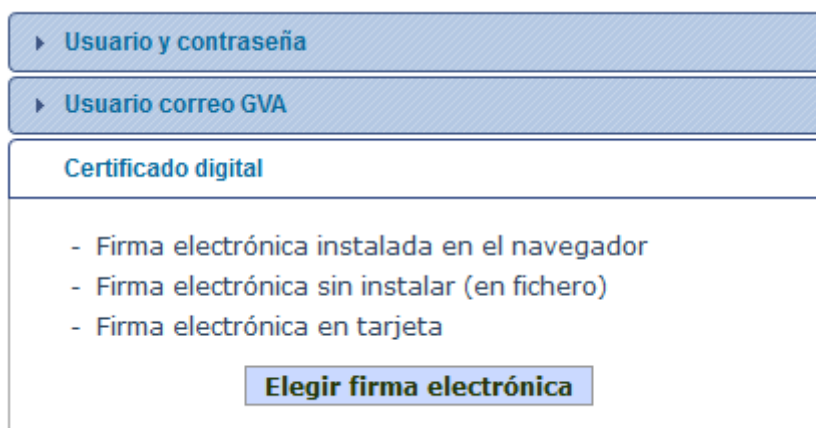 Usuario y contraseña
Usuario correo GVA
Certificado digital
- Firma electrónica instalada en el navegador
- Firma electrónica sin instalar (en fichero)
- Firma electrónica en tarjeta
Elegir firma electrónica